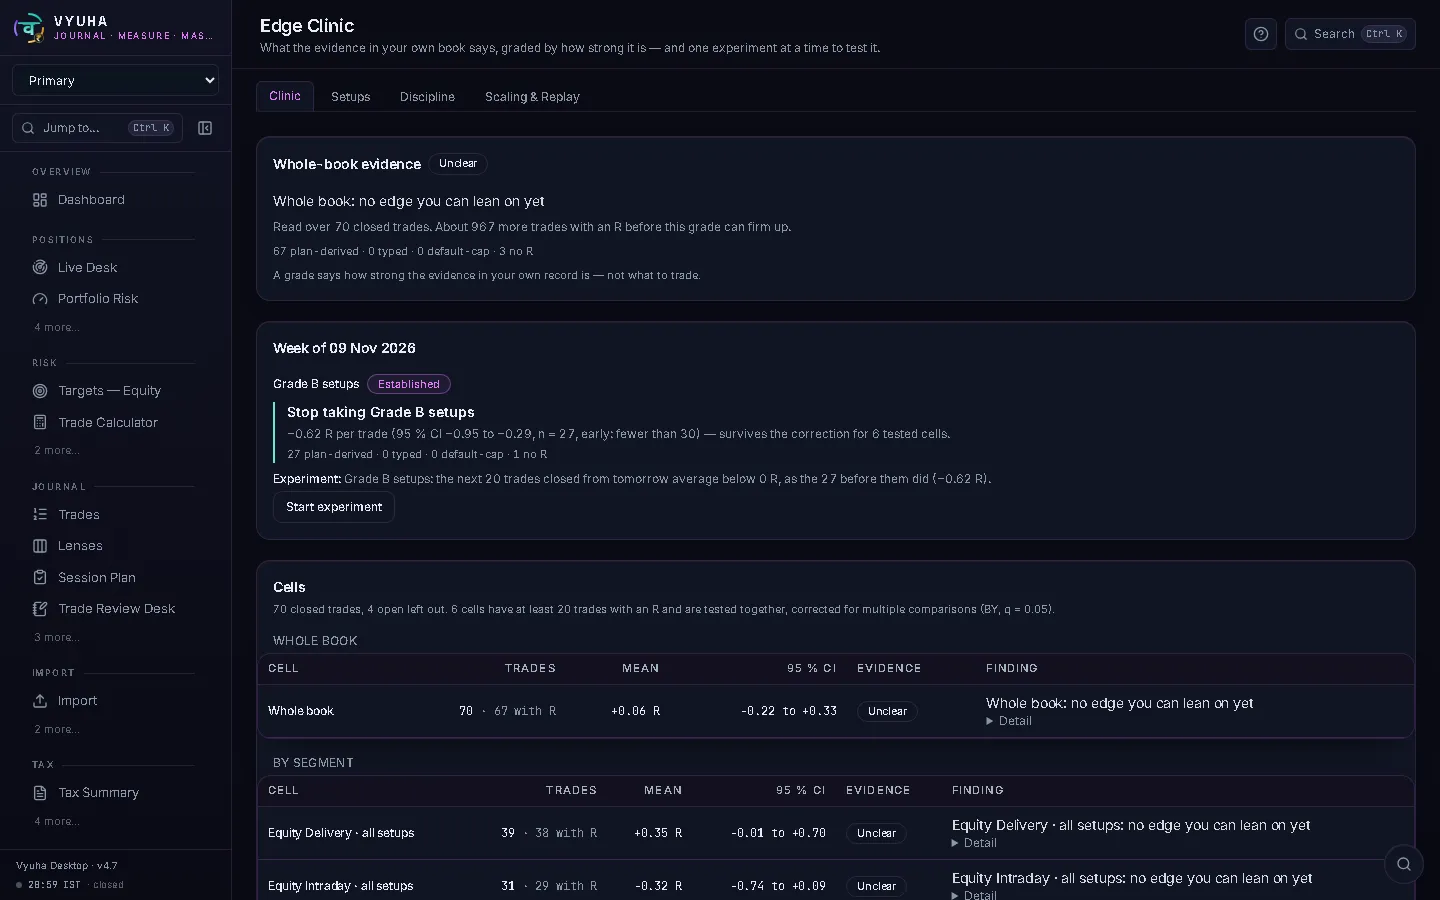 व
VYUHA
JOURNAL · MEASURE · MAS…
Primary
Jump to... Ctrl K
OVERVIEW
Dashboard
POSITIONS
Live Desk
Portfolio Risk
4 more...
RISK
Targets — Equity
Trade Calculator
2 more...
JOURNAL
Trades
Lenses
Session Plan
Trade Review Desk
3 more...
IMPORT
Import
2 more...
TAX
Tax Summary
4 more...
Vyuha Desktop · v4.7
20:59 IST · closed
Edge Clinic
What the evidence in your own book says, graded by how strong it is — and one experiment at a time to test it.
Search Ctrl K
Clinic Setups Discipline Scaling & Replay
Whole-book evidence Unclear
Whole book: no edge you can lean on yet
Read over 70 closed trades. About 967 more trades with an R before this grade can firm up.
67 plan-derived · 0 typed · 0 default-cap · 3 no R
A grade says how strong the evidence in your own record is — not what to trade.
Week of 09 Nov 2026
Grade B setups Established
Stop taking Grade B setups
−0.62 R per trade (95 % CI −0.95 to −0.29, n = 27, early: fewer than 30) — survives the correction for 6 tested cells.
27 plan-derived · 0 typed · 0 default-cap · 1 no R
Experiment: Grade B setups: the next 20 trades closed from tomorrow average below 0 R, as the 27 before them did (−0.62 R).
Start experiment
Cells
70 closed trades, 4 open left out. 6 cells have at least 20 trades with an R and are tested together, corrected for multiple comparisons (BY, q = 0.05).
WHOLE BOOK
CELL TRADES MEAN 95 % CI EVIDENCE FINDING
Whole book 70 · 67 with R +0.06 R -0.22 to +0.33 Unclear Whole book: no edge you can lean on yet
Detail
BY SEGMENT
CELL TRADES MEAN 95 % CI EVIDENCE FINDING
Equity Delivery · all setups 39 · 38 with R +0.35 R -0.01 to +0.70 Unclear Equity Delivery · all setups: no edge you can lean on yet
Detail
Equity Intraday · all setups 31 · 29 with R -0.32 R -0.74 to +0.09 Unclear Equity Intraday · all setups: no edge you can lean on yet
Detail